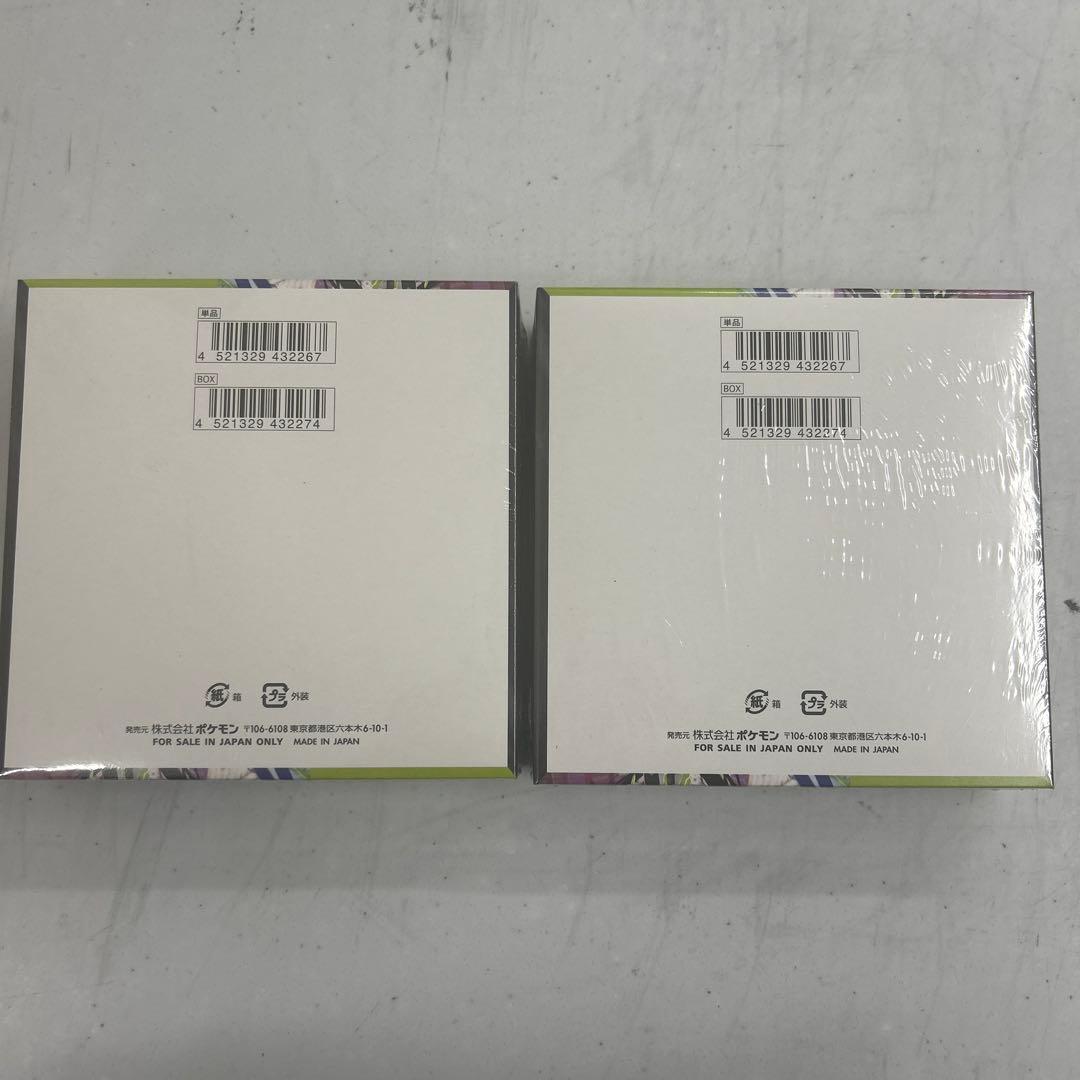 単品
4 521329 432267
BOX
4 521329 432274
紙 箱 プラ 外装
発売元 株式会社 ポケモン 〒106-6108 東京都港区六本木6-10-1
FOR SALE IN JAPAN ONLY MADE IN JAPAN
単品
4 521329 432267
BOX
4 521329 432274
紙 箱 プラ 外装
発売元 株式会社 ポケモン 〒106-6108 東京都港区六本木6-10-1
FOR SALE IN JAPAN ONLY MADE IN JAPAN